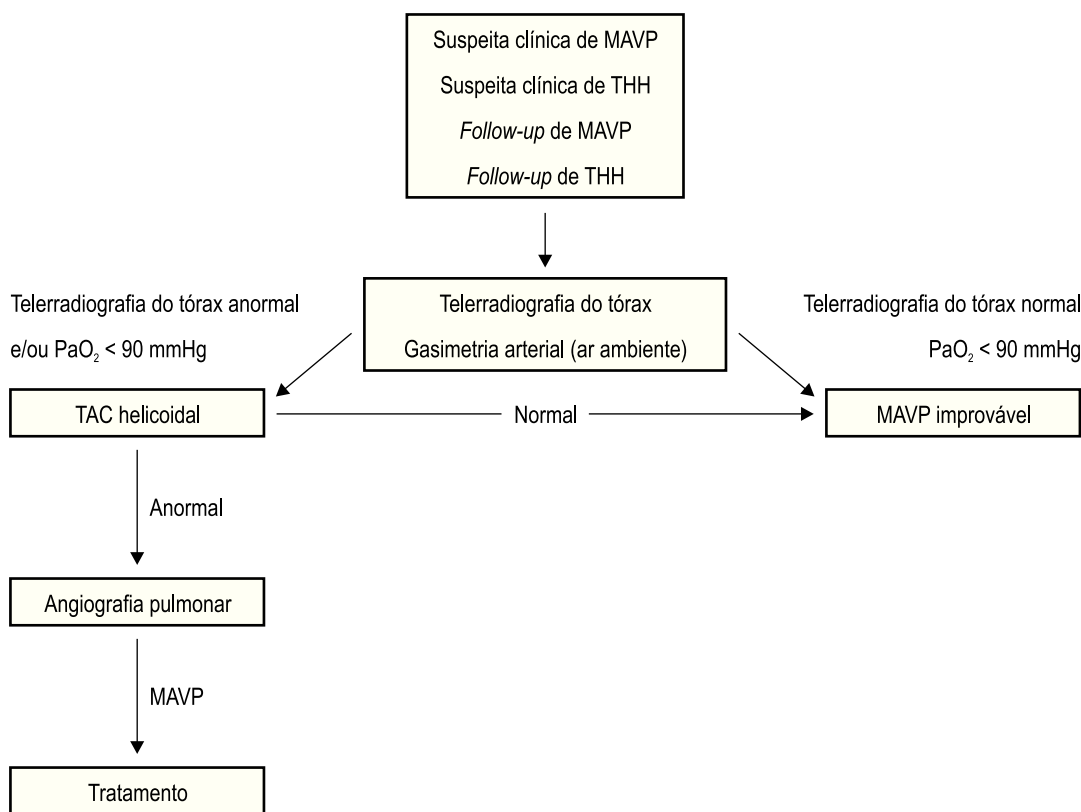 Suspeita clínica de MAVP
Suspeita clínica de THH
Follow-up de MAVP
Follow-up de THH
Telerradiografia do tórax anormal
e/ou PaO₂ < 90 mmHg
Telerradiografia do tórax
Gasimetria arterial (ar ambiente)
Telerradiografia do tórax normal
PaO₂ < 90 mmHg
TAC helicoidal
Normal
MAVP improvável
Anormal
Angiografia pulmonar
MAVP
Tratamento